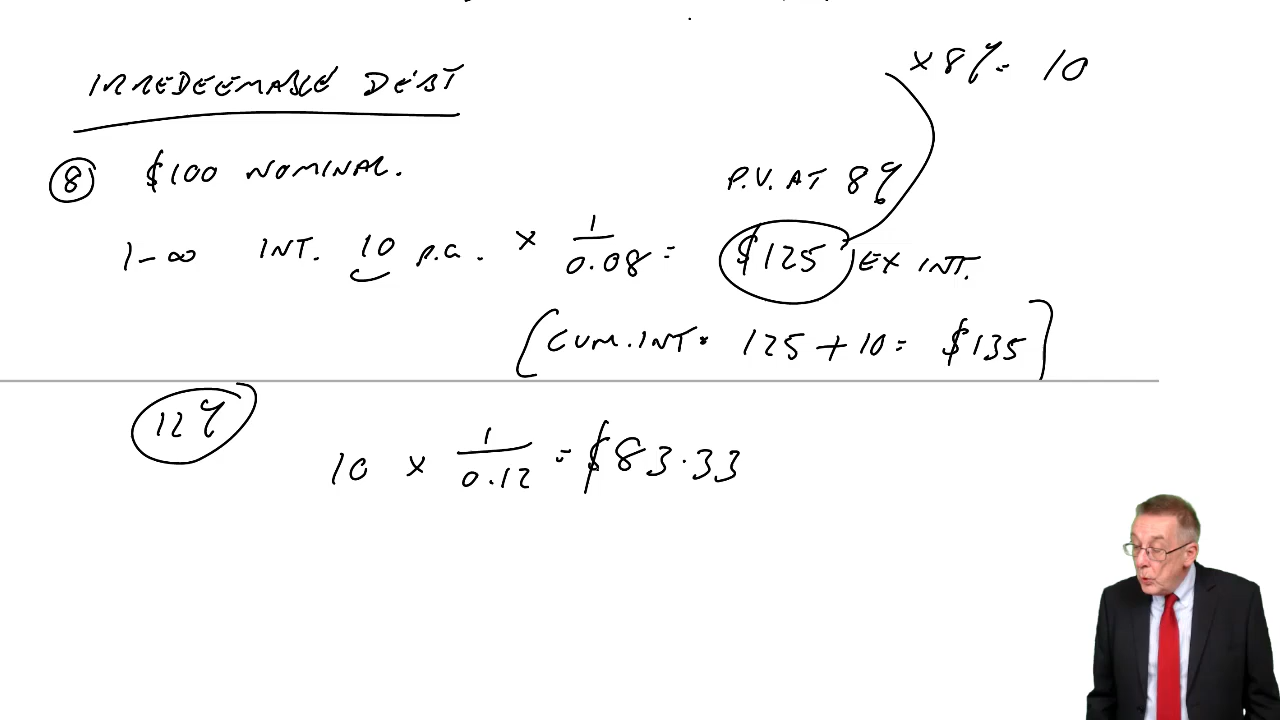 IRREDEEMABLE DEBT
× 8% = 10
8 $100 NOMINAL.
P.V. AT 8%
1-∞ INT. 10 p.a. × 1/0.08 = $125 EX INT.
[CUM. INT. 125 + 10 = $135]
12%
10 × 1/0.12 = $83.33